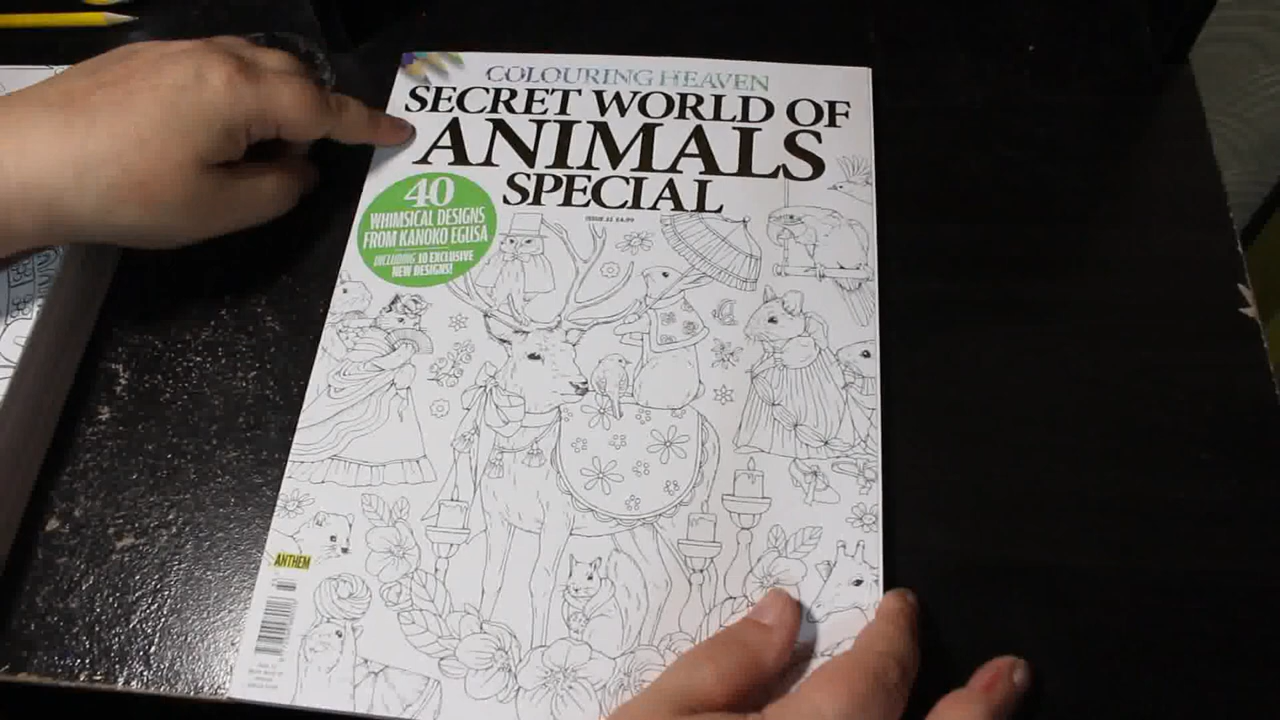 COLOURING HEAVEN
SECRET WORLD OF
ANIMALS
SPECIAL
40
WHIMSICAL DESIGNS
FROM KANOKO EGUSA
INCLUDING 10 EXCLUSIVE
NEW DESIGNS!
ANTHEM